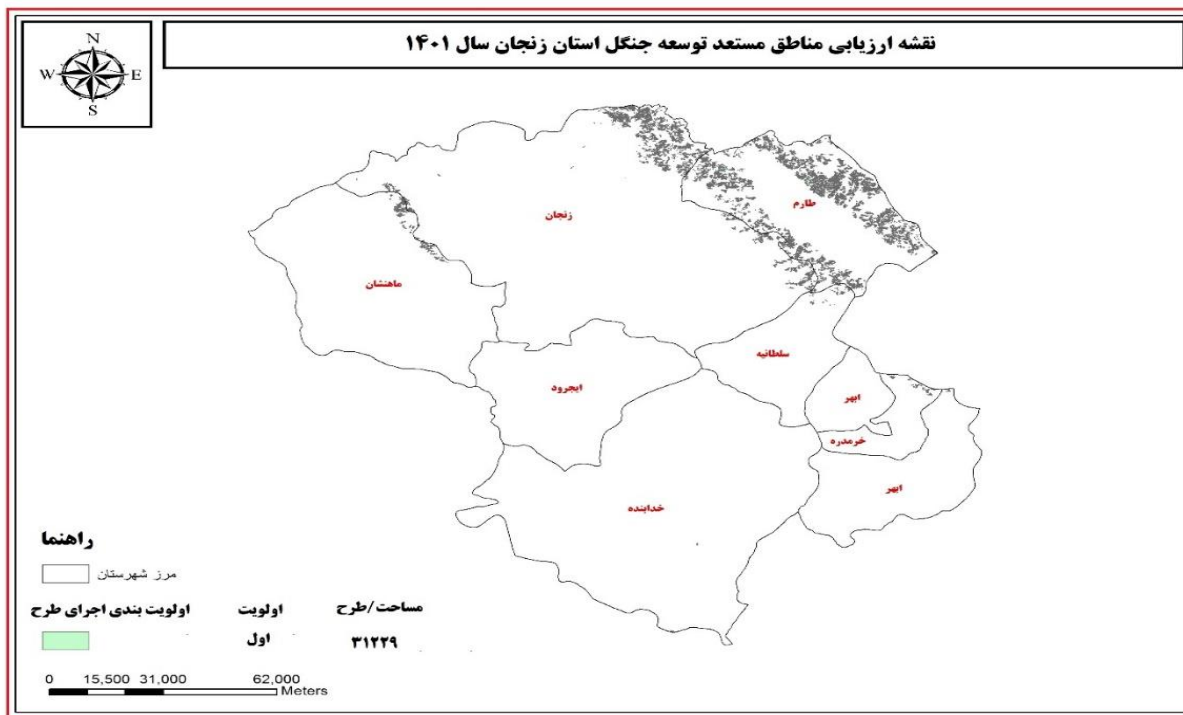 نقشه ارزیابی مناطق مستعد توسعه جنگل استان زنجان سال ۱۴۰۱
N
W E
S
طارم
زنجان
ماهنشان
سلطانیه
ایجرود
ابهر
خرمدره
ابهر
خدابنده
راهنما
مرز شهرستان
اولویت بندی اجرای طرح اولویت مساحت/طرح
اول ۳۱۲۲۹
0 15,500 31,000 62,000
Meters